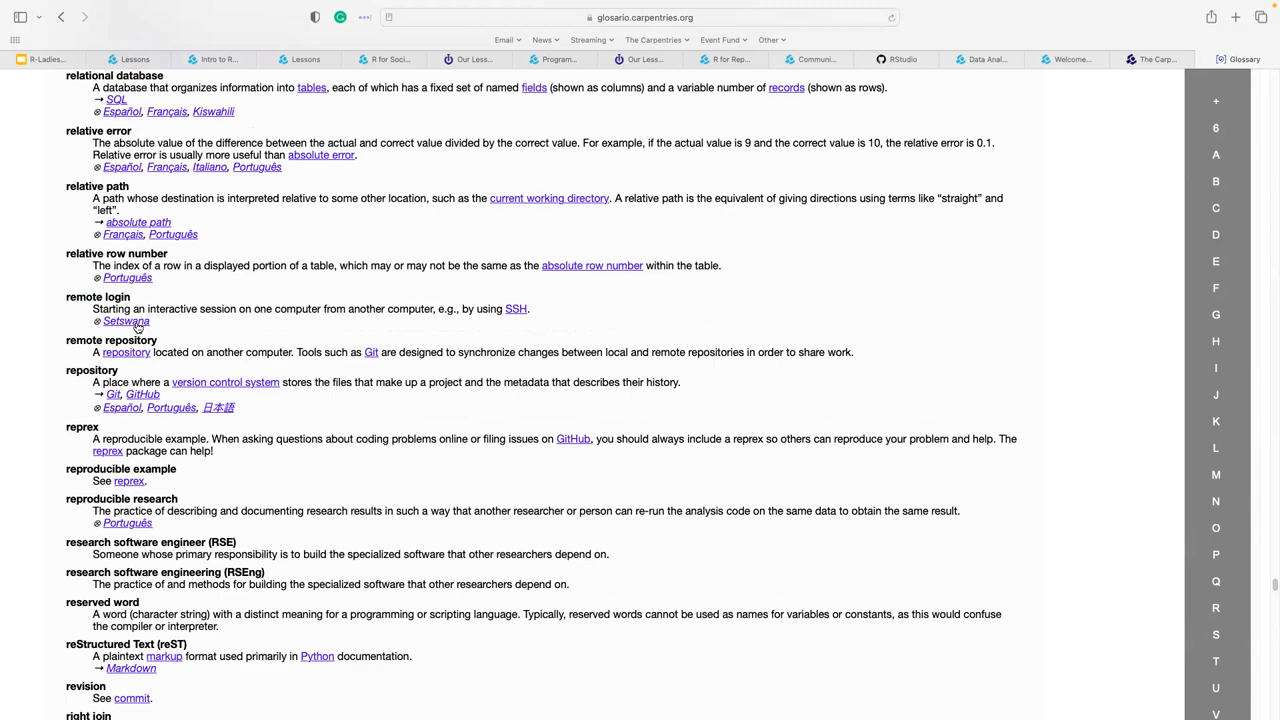 glosario.carpentries.org
Email News Streaming The Carpentries Event Fund Other
R-Ladies... Lessons Intro to R... Lessons R for Soci... Our Less... Program... Our Less... R for Rep... Communi... RStudio Data Anal... Welcome... The Carp... Glossary
relational database
A database that organizes information into tables, each of which has a fixed set of named fields (shown as columns) and a variable number of records (shown as rows).
→ SQL
⊗ Español, Français, Kiswahili
relative error
The absolute value of the difference between the actual and correct value divided by the correct value. For example, if the actual value is 9 and the correct value is 10, the relative error is 0.1.
Relative error is usually more useful than absolute error.
⊗ Español, Français, Italiano, Português
relative path
A path whose destination is interpreted relative to some other location, such as the current working directory. A relative path is the equivalent of giving directions using terms like “straight” and
“left”.
→ absolute path
⊗ Français, Português
relative row number
The index of a row in a displayed portion of a table, which may or may not be the same as the absolute row number within the table.
⊗ Português
remote login
Starting an interactive session on one computer from another computer, e.g., by using SSH.
⊗ Setswana
remote repository
A repository located on another computer. Tools such as Git are designed to synchronize changes between local and remote repositories in order to share work.
repository
A place where a version control system stores the files that make up a project and the metadata that describes their history.
→ Git, GitHub
⊗ Español, Português, 日本語
reprex
A reproducible example. When asking questions about coding problems online or filing issues on GitHub, you should always include a reprex so others can reproduce your problem and help. The
reprex package can help!
reproducible example
See reprex.
reproducible research
The practice of describing and documenting research results in such a way that another researcher or person can re-run the analysis code on the same data to obtain the same result.
⊗ Português
research software engineer (RSE)
Someone whose primary responsibility is to build the specialized software that other researchers depend on.
research software engineering (RSEng)
The practice of and methods for building the specialized software that other researchers depend on.
reserved word
A word (character string) with a distinct meaning for a programming or scripting language. Typically, reserved words cannot be used as names for variables or constants, as this would confuse
the compiler or interpreter.
reStructured Text (reST)
A plaintext markup format used primarily in Python documentation.
→ Markdown
revision
See commit.
right join
+
6
A
B
C
D
E
F
G
H
I
J
K
L
M
N
O
P
Q
R
S
T
U
V